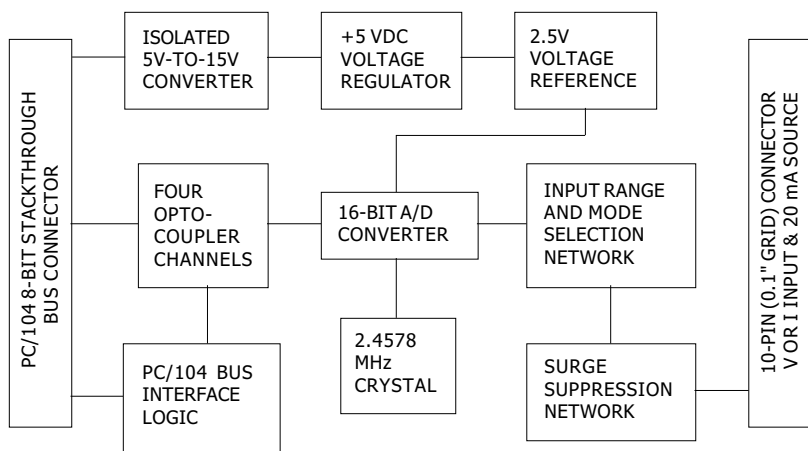 PC/104 8-BIT STACKTHROUGH
BUS CONNECTOR
ISOLATED
5V-TO-15V
CONVERTER
+5 VDC
VOLTAGE
REGULATOR
2.5V
VOLTAGE
REFERENCE
FOUR
OPTO-
COUPLER
CHANNELS
16-BIT A/D
CONVERTER
INPUT RANGE
AND MODE
SELECTION
NETWORK
PC/104 BUS
INTERFACE
LOGIC
2.4578
MHz
CRYSTAL
SURGE
SUPPRESSION
NETWORK
10-PIN (0.1" GRID) CONNECTOR
V OR I INPUT & 20 mA SOURCE